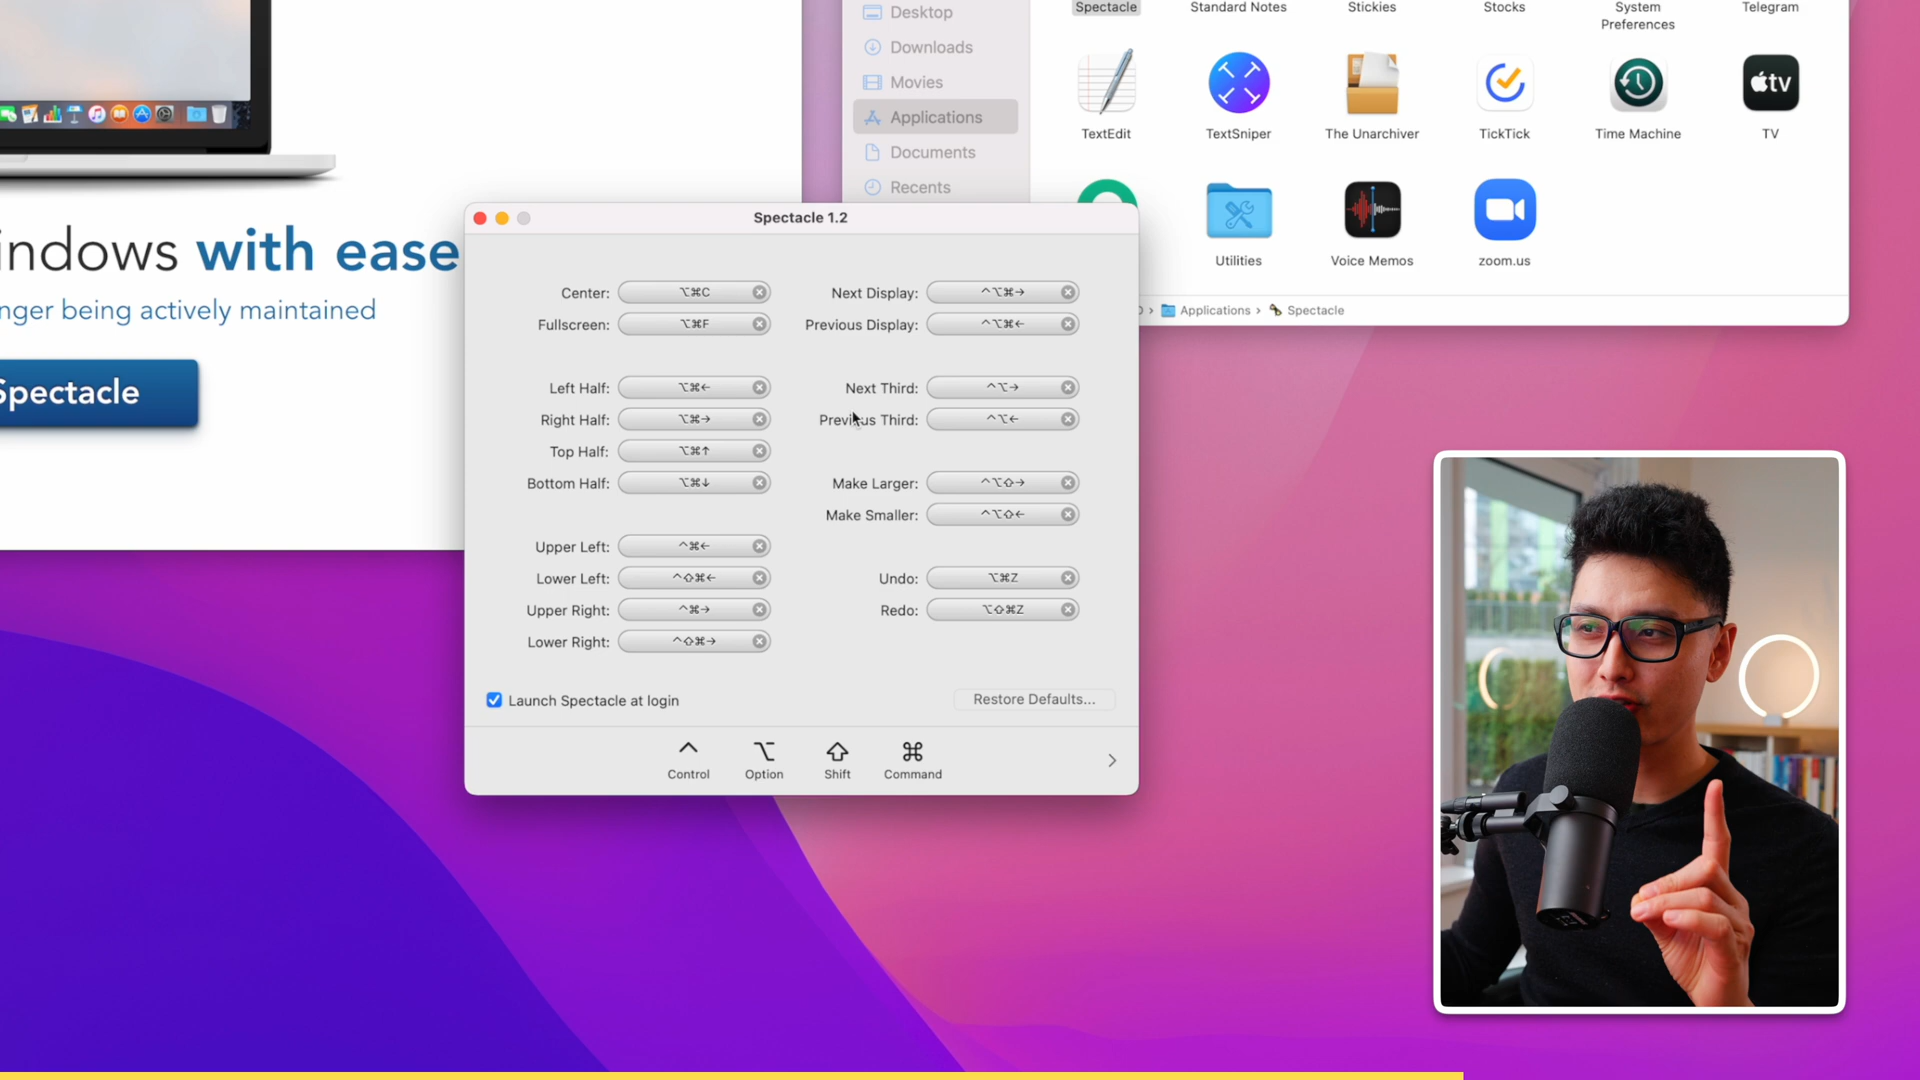 Desktop
Downloads
Movies
Applications
Documents
Recents
Spectacle
Standard Notes
Stickies
Stocks
System Preferences
Telegram
TextEdit
TextSniper
The Unarchiver
TickTick
Time Machine
tv
TV
Utilities
Voice Memos
zoom.us
Applications › Spectacle
indows with ease
nger being actively maintained
Spectacle
Spectacle 1.2
Center: ⌥⌘C
Fullscreen: ⌥⌘F
Left Half: ⌥⌘←
Right Half: ⌥⌘→
Top Half: ⌥⌘↑
Bottom Half: ⌥⌘↓
Upper Left: ^⌘←
Lower Left: ^⇧⌘←
Upper Right: ^⌘→
Lower Right: ^⇧⌘→
Next Display: ^⌥⌘→
Previous Display: ^⌥⌘←
Next Third: ^⌥→
Previous Third: ^⌥←
Make Larger: ^⌥⇧→
Make Smaller: ^⌥⇧←
Undo: ⌥⌘Z
Redo: ⌥⇧⌘Z
Launch Spectacle at login
Restore Defaults...
^ ⌥ ⇧ ⌘
Control Option Shift Command